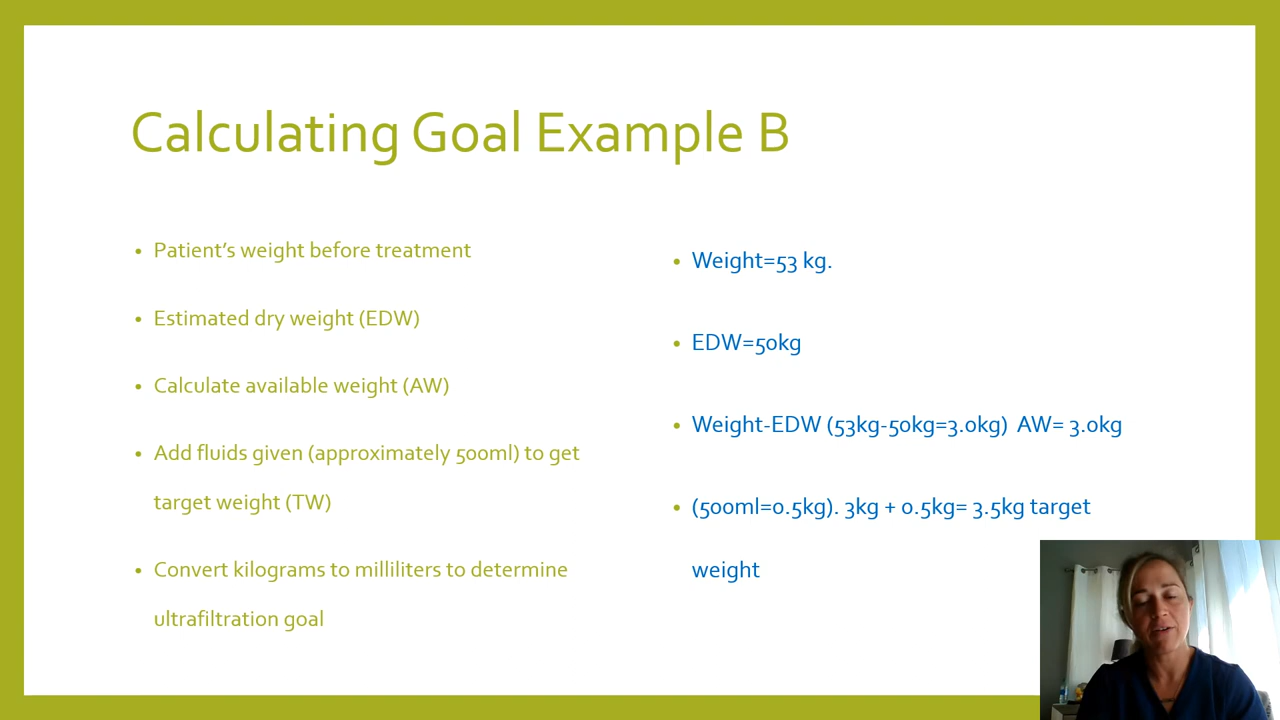 Calculating Goal Example B
• Patient’s weight before treatment
• Estimated dry weight (EDW)
• Calculate available weight (AW)
• Add fluids given (approximately 500ml) to get
target weight (TW)
• Convert kilograms to milliliters to determine
ultrafiltration goal
• Weight=53 kg.
• EDW=50kg
• Weight-EDW (53kg-50kg=3.0kg)  AW= 3.0kg
• (500ml=0.5kg). 3kg + 0.5kg= 3.5kg target
weight